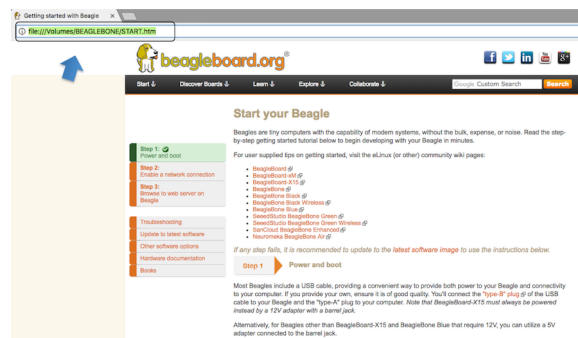 Getting started with Beagle
file:///Volumes/BEAGLEBONE/START.htm
beagleboard.org®
Start
Discover Boards
Learn
Explore
Collaborate
Google Custom Search
Search
Start your Beagle
Beagles are tiny computers with the capability of modern systems, without the bulk, expense, or noise. Read the step-
by-step getting started tutorial below to begin developing with your Beagle in minutes.
Step 1:
Power and boot
Step 2:
Enable a network connection
Step 3:
Browse to web server on
Beagle
Troubleshooting
Update to latest software
Other software options
Hardware documentation
Books
For user supplied tips on getting started, visit the eLinux (or other) community wiki pages:
BeagleBoard
BeagleBoard-xM
BeagleBoard-X15
BeagleBone
BeagleBone Black
BeagleBone Black Wireless
BeagleBone Blue
SeeedStudio BeagleBone Green
SeeedStudio BeagleBone Green Wireless
SanCloud BeagleBone Enhanced
Neuromeka BeagleBone Air
If any step fails, it is recommended to update to the latest software image to use the instructions below.
Step 1
Power and boot
Most Beagles include a USB cable, providing a convenient way to provide both power to your Beagle and connectivity
to your computer. If you provide your own, ensure it is of good quality. You'll connect the "type-B" plug of the USB
cable to your Beagle and the "type-A" plug to your computer. Note that BeagleBoard-X15 must always be powered
instead by a 12V adapter with a barrel jack.
Alternatively, for Beagles other than BeagleBoard-X15 and BeagleBone Blue that require 12V, you can utilize a 5V
adapter connected to the barrel jack.